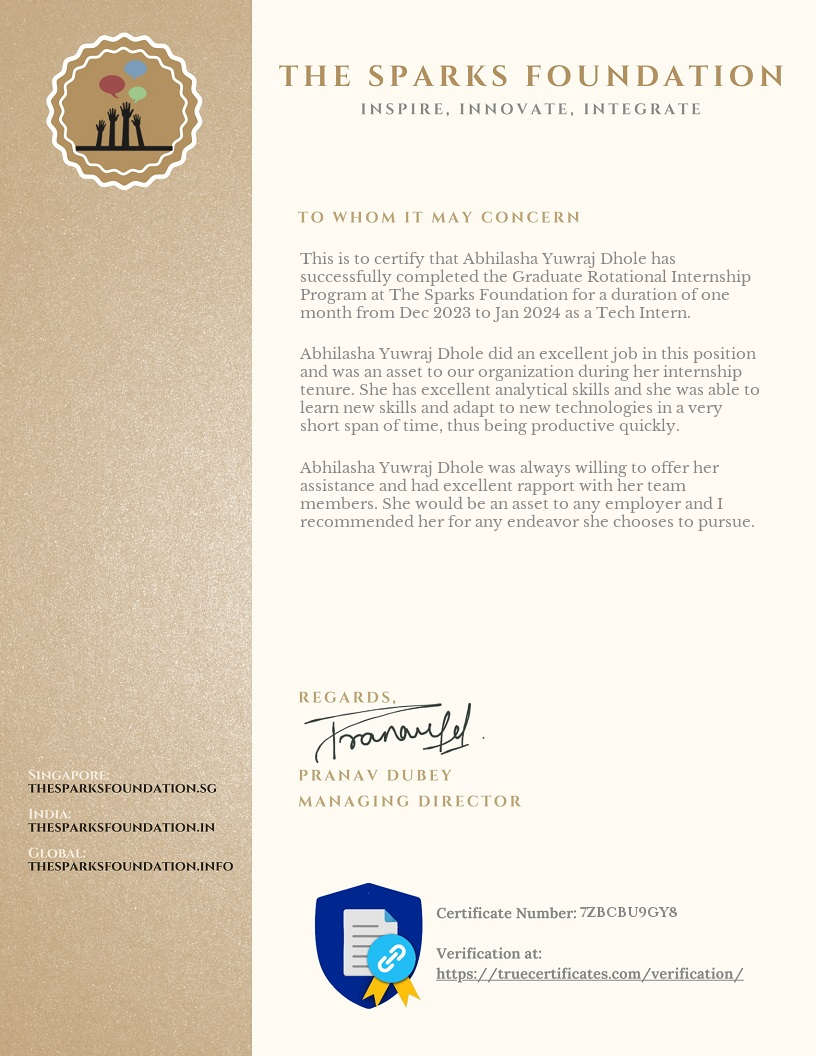 THE SPARKS FOUNDATION
INSPIRE, INNOVATE, INTEGRATE
TO WHOM IT MAY CONCERN
This is to certify that Abhilasha Yuwraj Dhole has
successfully completed the Graduate Rotational Internship
Program at The Sparks Foundation for a duration of one
month from Dec 2023 to Jan 2024 as a Tech Intern.
Abhilasha Yuwraj Dhole did an excellent job in this position
and was an asset to our organization during her internship
tenure. She has excellent analytical skills and she was able to
learn new skills and adapt to new technologies in a very
short span of time, thus being productive quickly.
Abhilasha Yuwraj Dhole was always willing to offer her
assistance and had excellent rapport with her team
members. She would be an asset to any employer and I
recommended her for any endeavor she chooses to pursue.
REGARDS,
PRANAV DUBEY
MANAGING DIRECTOR
SINGAPORE:
THESPARKSFOUNDATION.SG
INDIA:
THESPARKSFOUNDATION.IN
GLOBAL:
THESPARKSFOUNDATION.INFO
Certificate Number: 7ZBCBU9GY8
Verification at:
https://truecertificates.com/verification/